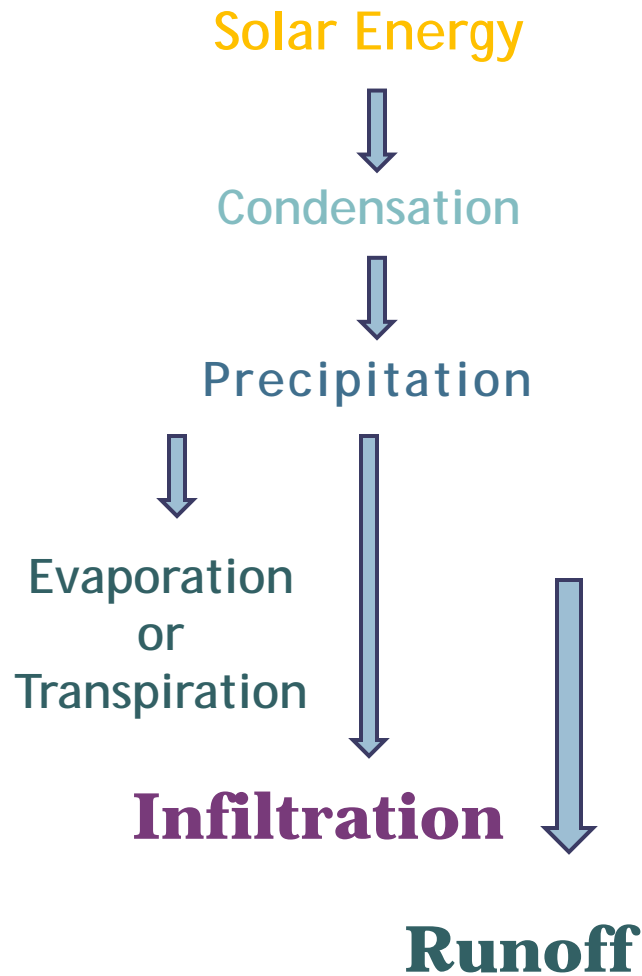 Solar Energy
Condensation
Precipitation
Evaporation
or
Transpiration
Infiltration
Runoff